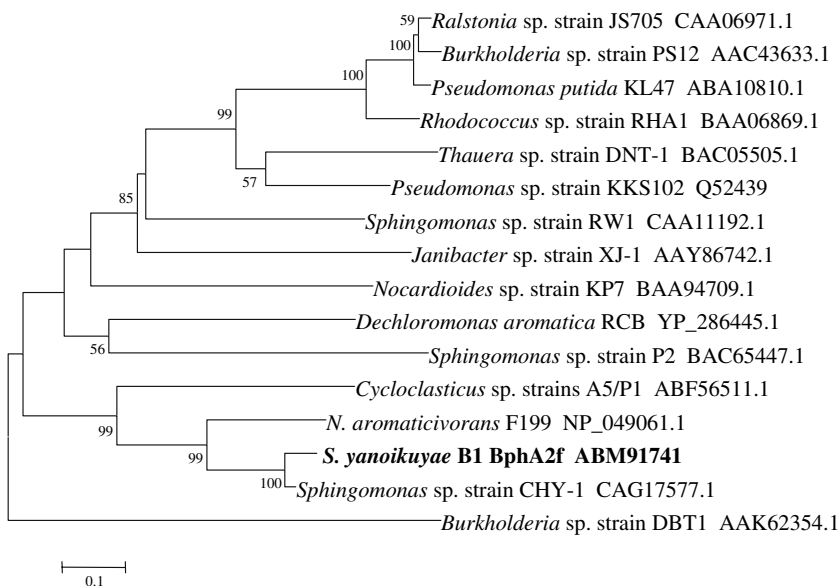 59
Ralstonia sp. strain JS705 CAA06971.1
100
Burkholderia sp. strain PS12 AAC43633.1
100
Pseudomonas putida KL47 ABA10810.1
99
Rhodococcus sp. strain RHA1 BAA06869.1
Thauera sp. strain DNT-1 BAC05505.1
57
Pseudomonas sp. strain KKS102 Q52439
85
Sphingomonas sp. strain RW1 CAA11192.1
Janibacter sp. strain XJ-1 AAY86742.1
Nocardioides sp. strain KP7 BAA94709.1
Dechloromonas aromatica RCB YP_286445.1
56
Sphingomonas sp. strain P2 BAC65447.1
Cycloclasticus sp. strains A5/P1 ABF56511.1
99
N. aromaticivorans F199 NP_049061.1
99
S. yanoikuyae B1 BphA2f ABM91741
100
Sphingomonas sp. strain CHY-1 CAG17577.1
Burkholderia sp. strain DBT1 AAK62354.1
0.1